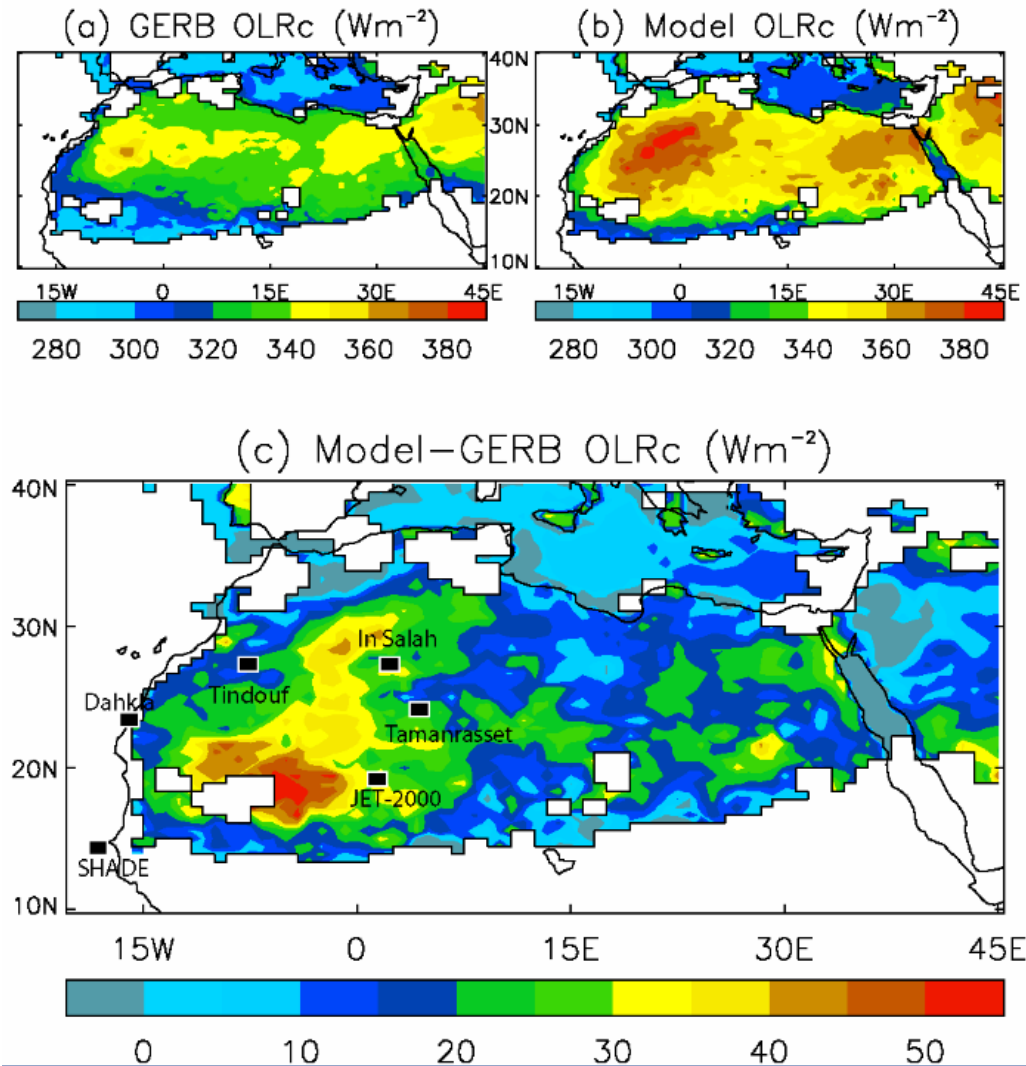 (a) GERB OLRc (Wm⁻²)
(b) Model OLRc (Wm⁻²)
40N
30N
20N
10N
15W 0 15E 30E 45E
15W 0 15E 30E 45E
280 300 320 340 360 380
280 300 320 340 360 380
(c) Model−GERB OLRc (Wm⁻²)
40N
30N
20N
10N
In Salah
Tindouf
Dahkla
Tamanrasset
JET-2000
SHADE
15W 0 15E 30E 45E
0 10 20 30 40 50